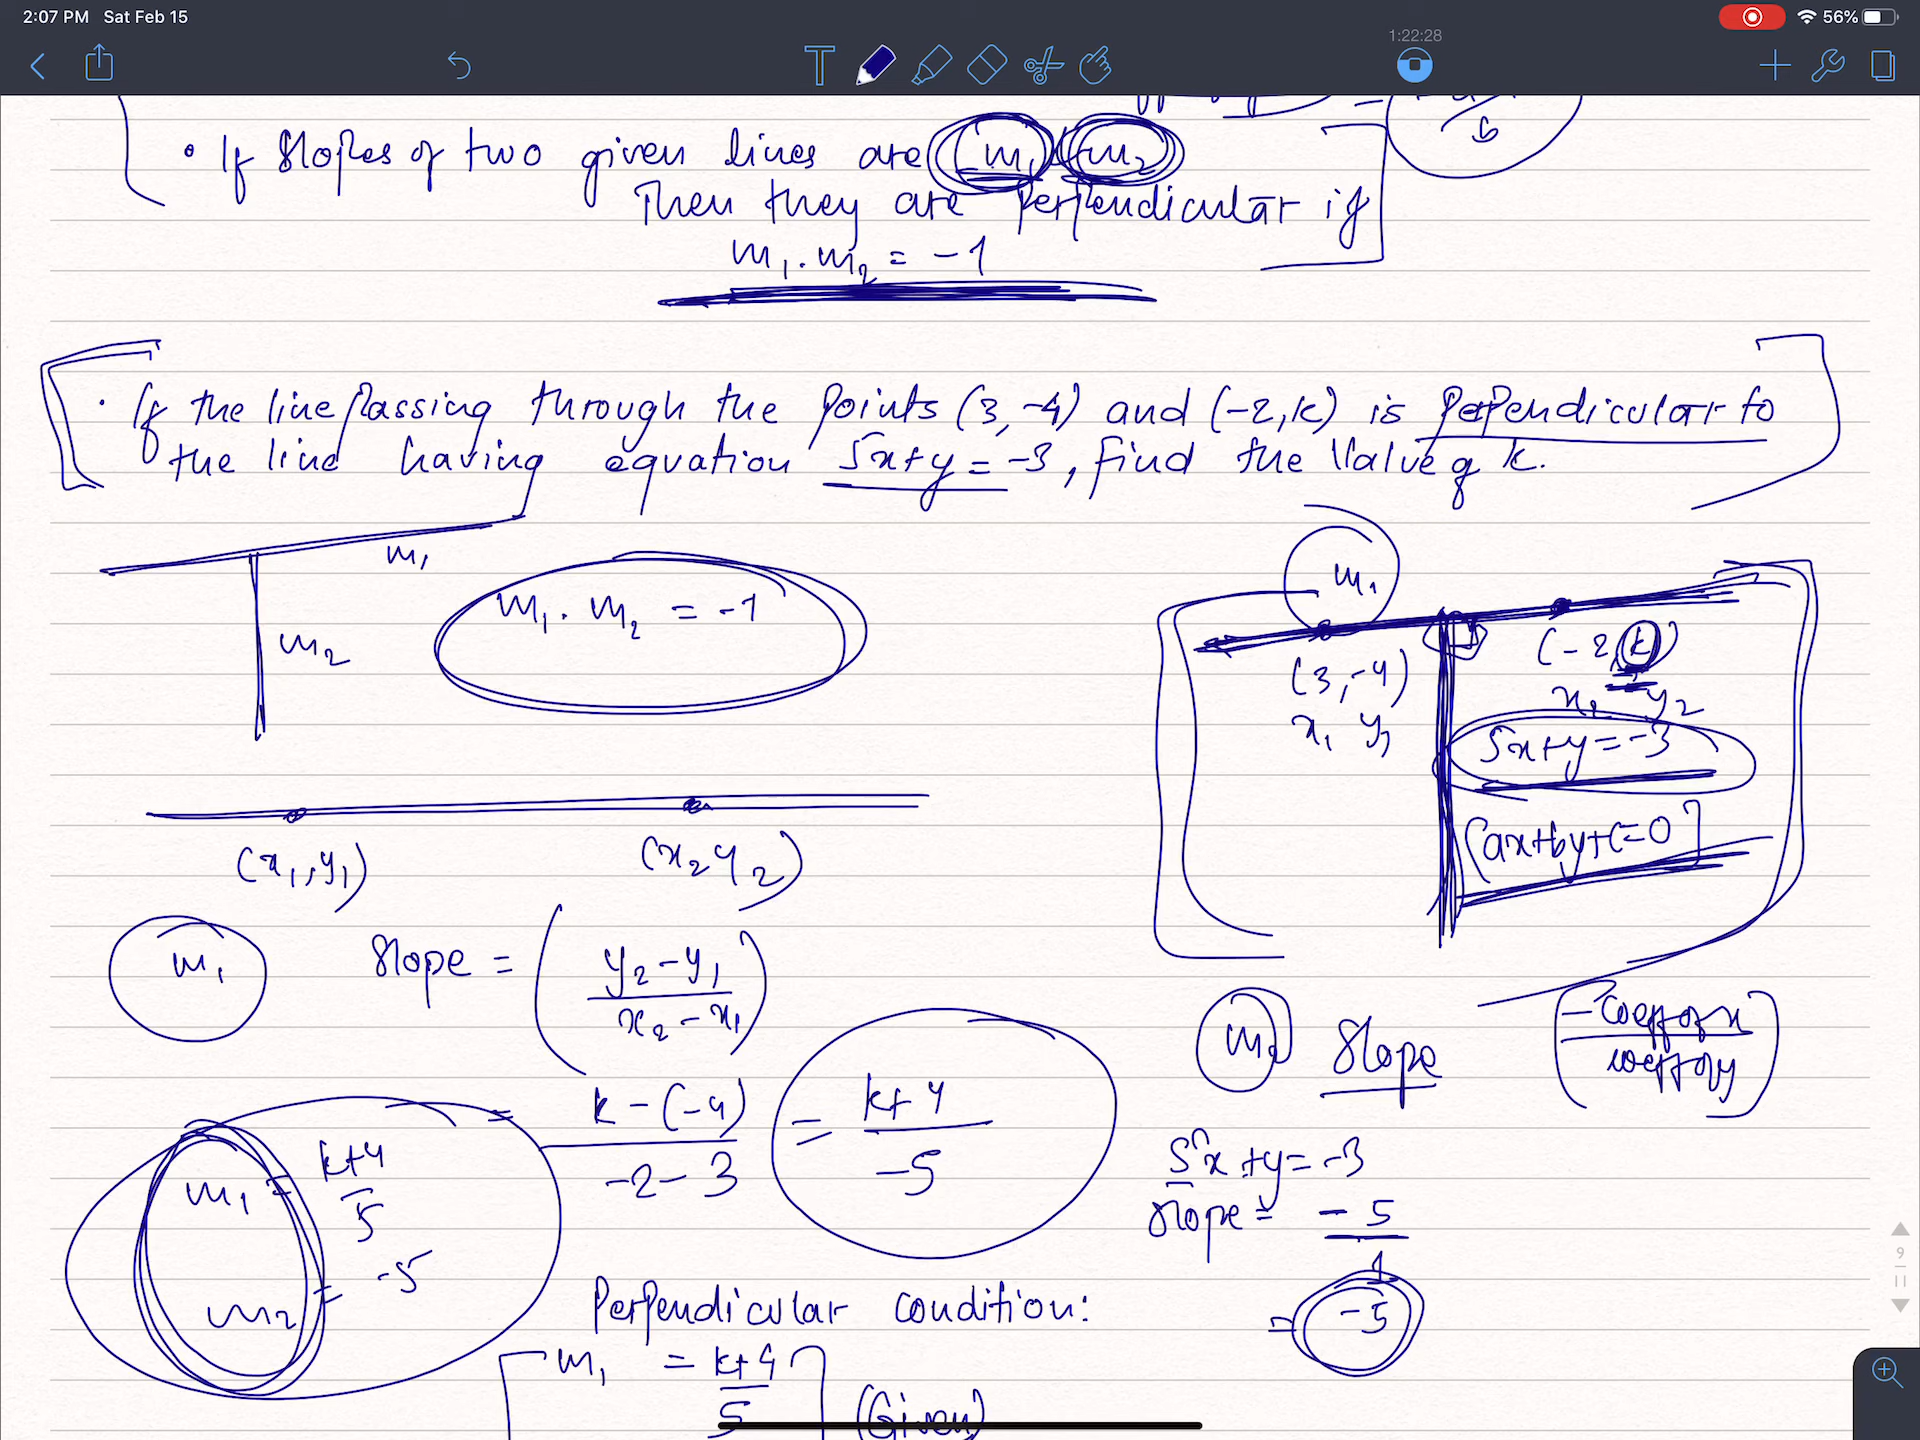 2:07 PM Sat Feb 15
56%
1:22:28
b
• If slopes of two given lines are m1 m2
Then they are perpendicular if
m1 . m2 = -1
• If the line passing through the points (3, -4) and (-2, k) is perpendicular to
the line having equation 5x+y = -3, find the value of k.
m1
m2
m1 . m2 = -1
m1
(3, -4)
x1 y1
(-2, k)
x2 y2
5x+y = -3
(ax+by+c=0)
(x1, y1)
(x2 y2)
m1
Slope = (y2 - y1
x2 - x1)
= k - (-4)
-2 - 3
= k+4
-5
m2 Slope
(-coeff of x
coeff of y)
5x + y = -3
slope = -5
1
= -5
m1 = k+4
5
m2 = -5
Perpendicular condition:
m1 = k+4
5
(Given)
9
11